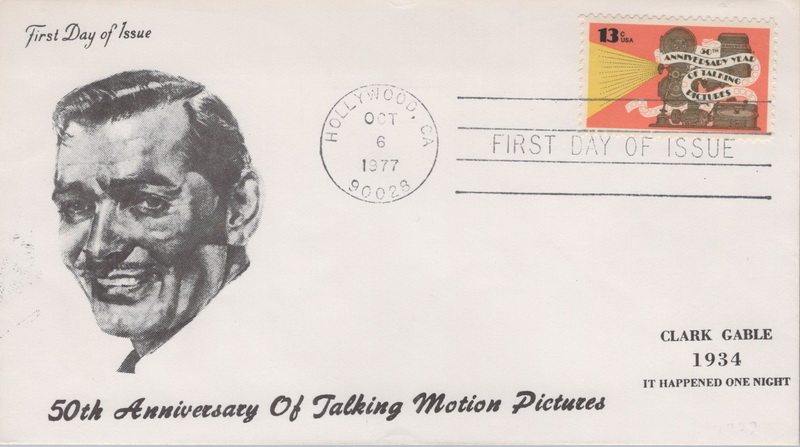 First Day of Issue
13c USA
50TH
ANNIVERSARY YEAR
OF TALKING
PICTURES
HOLLYWOOD, CA
OCT
6
1977
90028
FIRST DAY OF ISSUE
CLARK GABLE
1934
IT HAPPENED ONE NIGHT
50th Anniversary Of Talking Motion Pictures